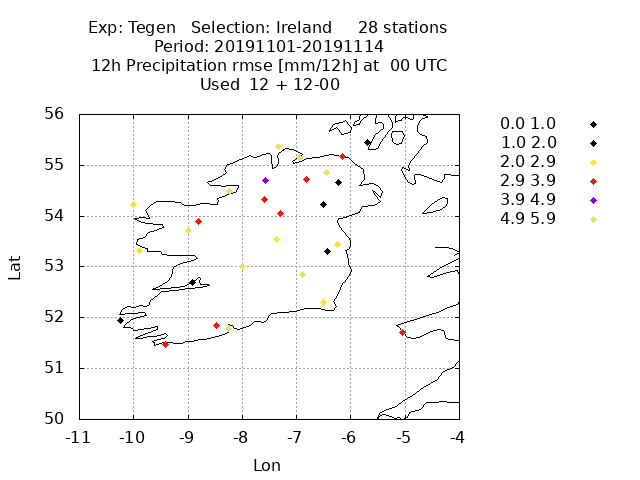 Exp: Tegen   Selection: Ireland     28 stations
Period: 20191101-20191114
12h Precipitation rmse [mm/12h] at  00 UTC
Used  12 + 12-00
56
55
54
53
52
51
50
-11 -10 -9 -8 -7 -6 -5 -4
Lat
Lon
0.0 1.0
1.0 2.0
2.0 2.9
2.9 3.9
3.9 4.9
4.9 5.9